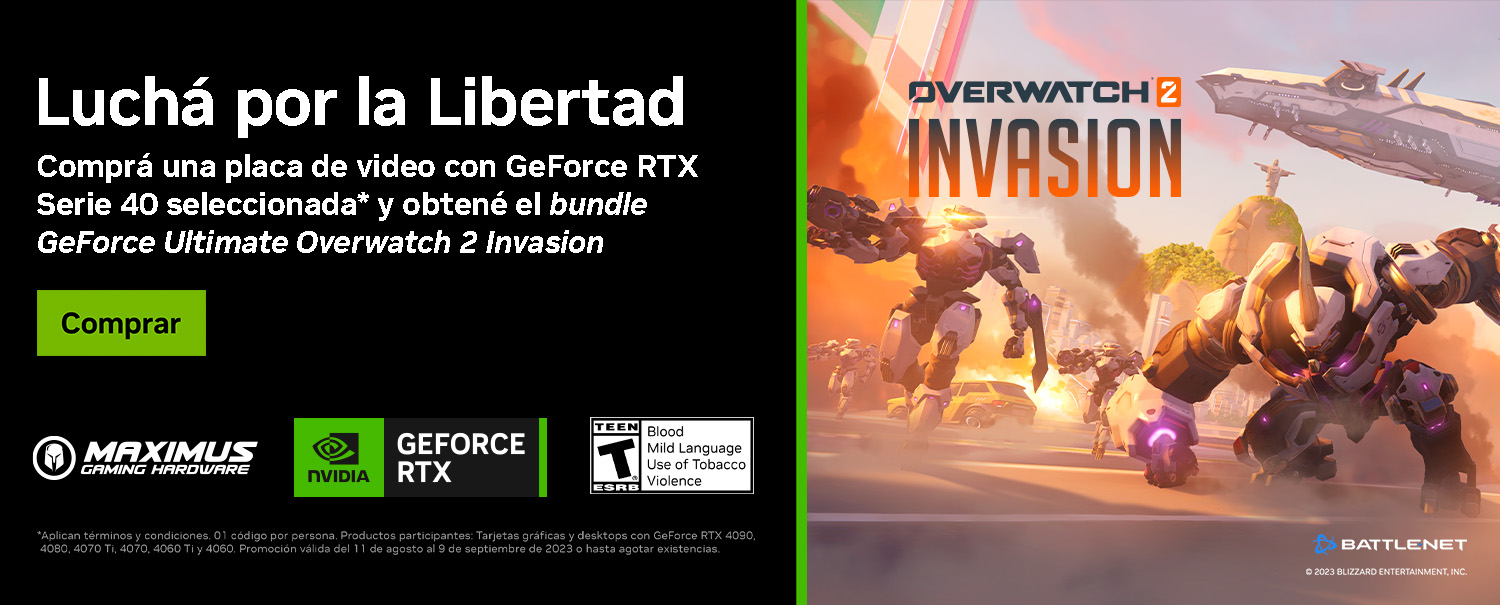 Luchá por la Libertad
Comprá una placa de video con GeForce RTX
Serie 40 seleccionada* y obtené el bundle
GeForce Ultimate Overwatch 2 Invasion
Comprar
MAXIMUS
GAMING HARDWARE
NVIDIA
GEFORCE
RTX
TEEN
T
ESRB
Blood
Mild Language
Use of Tobacco
Violence
*Aplican términos y condiciones. 01 código por persona. Productos participantes: Tarjetas gráficas y desktops con GeForce RTX 4090,
4080, 4070 Ti, 4070, 4060 Ti y 4060. Promoción válida del 11 de agosto al 9 de septiembre de 2023 o hasta agotar existencias.
OVERWATCH 2
INVASION
BATTLENET
© 2023 BLIZZARD ENTERTAINMENT, INC.